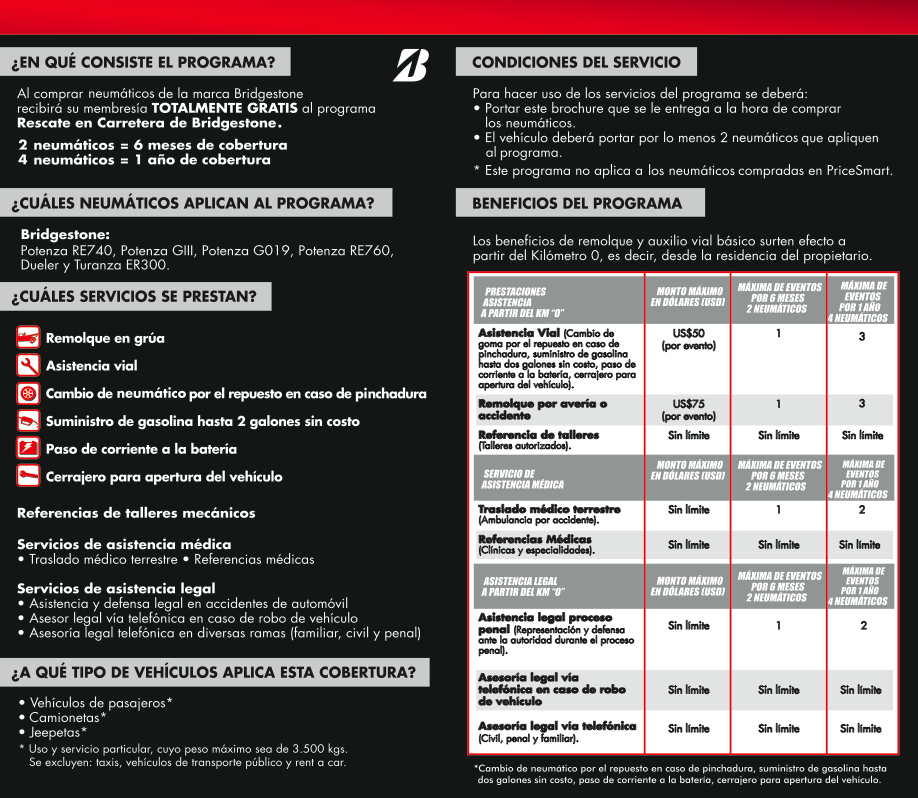 ¿EN QUÉ CONSISTE EL PROGRAMA?
Al comprar neumáticos de la marca Bridgestone
recibirá su membresía TOTALMENTE GRATIS al programa
Rescate en Carretera de Bridgestone.
2 neumáticos = 6 meses de cobertura
4 neumáticos = 1 año de cobertura
¿CUÁLES NEUMÁTICOS APLICAN AL PROGRAMA?
Bridgestone:
Potenza RE740, Potenza GIII, Potenza G019, Potenza RE760,
Dueler y Turanza ER300.
¿CUÁLES SERVICIOS SE PRESTAN?
Remolque en grúa
Asistencia vial
Cambio de neumático por el repuesto en caso de pinchadura
Suministro de gasolina hasta 2 galones sin costo
Paso de corriente a la batería
Cerrajero para apertura del vehículo
Referencias de talleres mecánicos
Servicios de asistencia médica
• Traslado médico terrestre • Referencias médicas
Servicios de asistencia legal
• Asistencia y defensa legal en accidentes de automóvil
• Asesor legal vía telefónica en caso de robo de vehículo
• Asesoría legal telefónica en diversas ramas (familiar, civil y penal)
¿A QUÉ TIPO DE VEHÍCULOS APLICA ESTA COBERTURA?
• Vehículos de pasajeros*
• Camionetas*
• Jeepetas*
* Uso y servicio particular, cuyo peso máximo sea de 3.500 kgs.
Se excluyen: taxis, vehículos de transporte público y rent a car.
CONDICIONES DEL SERVICIO
Para hacer uso de los servicios del programa se deberá:
• Portar este brochure que se le entrega a la hora de comprar
los neumáticos.
• El vehículo deberá portar por lo menos 2 neumáticos que apliquen
al programa.
* Este programa no aplica a los neumáticos compradas en PriceSmart.
BENEFICIOS DEL PROGRAMA
Los beneficios de remolque y auxilio vial básico surten efecto a
partir del Kilómetro 0, es decir, desde la residencia del propietario.
PRESTACIONES
ASISTENCIA
A PARTIR DEL KM "0"
MONTO MÁXIMO
EN DÓLARES (USD)
MÁXIMA DE EVENTOS
POR 6 MESES
2 NEUMÁTICOS
MÁXIMA DE
EVENTOS
POR 1 AÑO
4 NEUMÁTICOS
Asistencia Vial (Cambio de
goma por el repuesto en caso de
pinchadura, suministro de gasolina
hasta dos galones sin costo, paso de
corriente a la batería, cerrajero para
apertura del vehículo).
US$50
(por evento)
1
3
Remolque por avería o
accidente
US$75
(por evento)
1
3
Referencia de talleres
(Talleres autorizados).
Sin límite
Sin límite
Sin límite
SERVICIO DE
ASISTENCIA MÉDICA
MONTO MÁXIMO
EN DÓLARES (USD)
MÁXIMA DE EVENTOS
POR 6 MESES
2 NEUMÁTICOS
MÁXIMA DE
EVENTOS
POR 1 AÑO
4 NEUMÁTICOS
Traslado médico terrestre
(Ambulancia por accidente).
Sin límite
1
2
Referencias Médicas
(Clínicas y especialidades).
Sin límite
Sin límite
Sin límite
ASISTENCIA LEGAL
A PARTIR DEL KM "0"
MONTO MÁXIMO
EN DÓLARES (USD)
MÁXIMA DE EVENTOS
POR 6 MESES
2 NEUMÁTICOS
MÁXIMA DE
EVENTOS
POR 1 AÑO
4 NEUMÁTICOS
Asistencia legal proceso
penal (Representación y defensa
ante la autoridad durante el proceso
penal).
Sin límite
1
2
Asesoría legal vía
telefónica en caso de robo
de vehículo
Sin límite
Sin límite
Sin límite
Asesoría legal vía telefónica
(Civil, penal y familiar).
Sin límite
Sin límite
Sin límite
*Cambio de neumático por el repuesto en caso de pinchadura, suministro de gasolina hasta
dos galones sin costo, paso de corriente a la batería, cerrajero para apertura del vehículo.